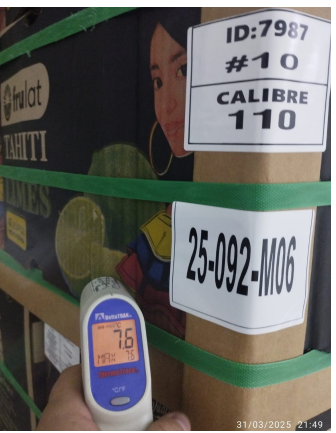 ID:7987
#10
CALIBRE
110
frulat
TAHITI
LIMES
25-092-M06
DeltaTRAK
°C
7.6
MAX 7.6
31/03/2025 21:49